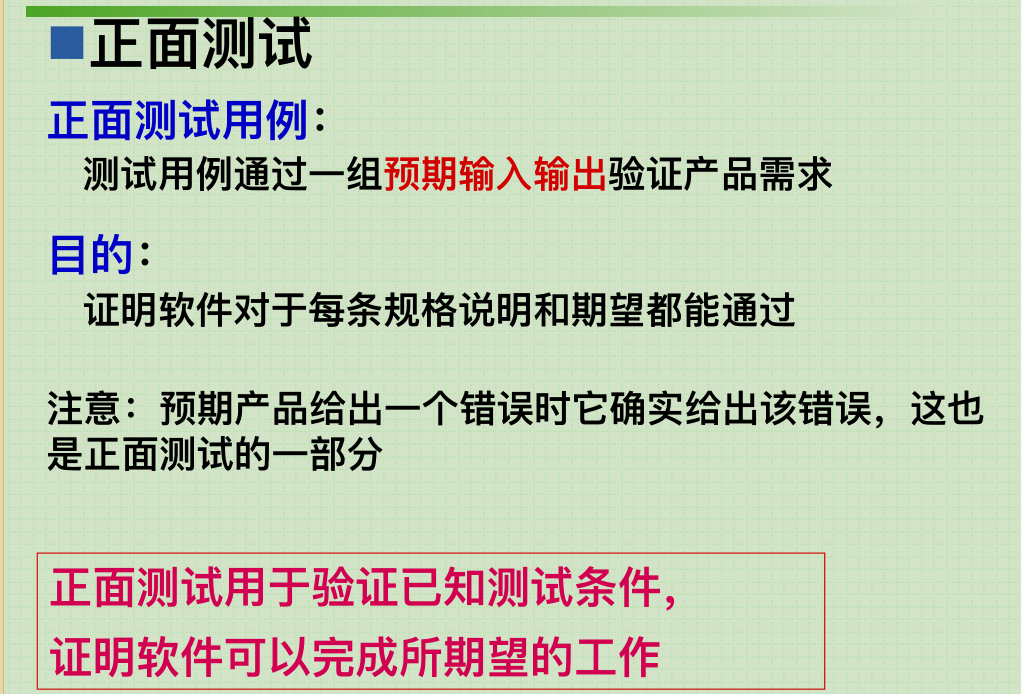 正面测试
正面测试用例：
测试用例通过一组预期输入输出验证产品需求
目的：
证明软件对于每条规格说明和期望都能通过
注意：预期产品给出一个错误时它确实给出该错误，这也
是正面测试的一部分
正面测试用于验证已知测试条件，
证明软件可以完成所期望的工作